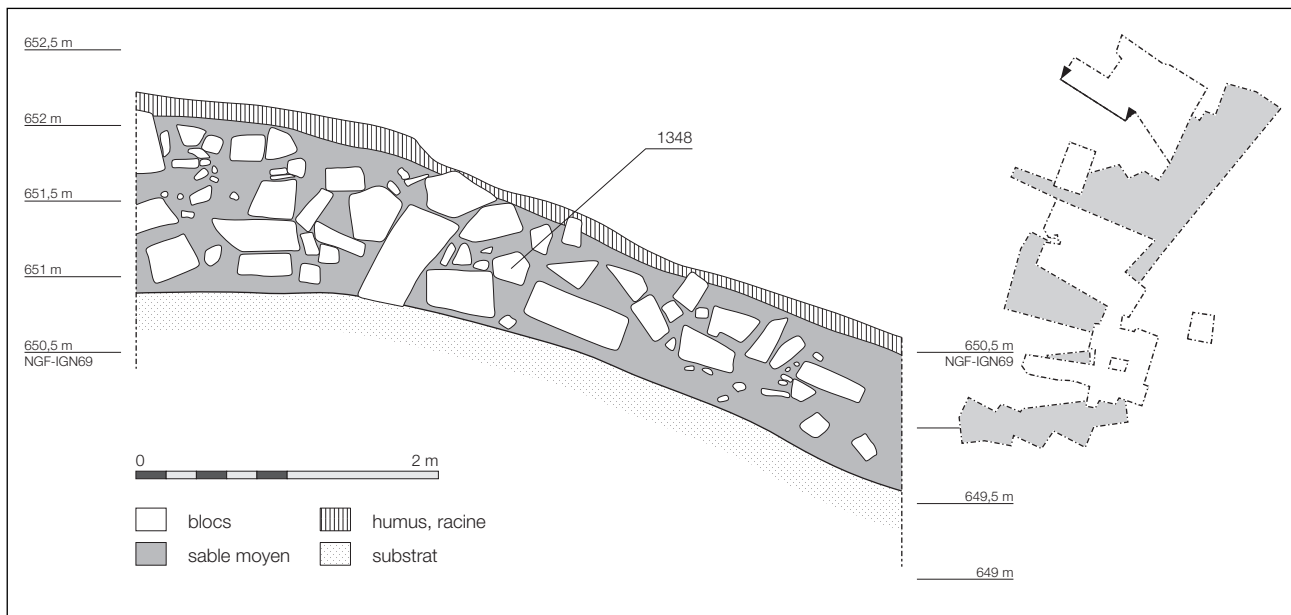 652,5 m
652 m
1348
651,5 m
651 m
650,5 m
NGF-IGN69
650,5 m
NGF-IGN69
0 2 m
649,5 m
blocs
humus, racine
sable moyen
substrat
649 m